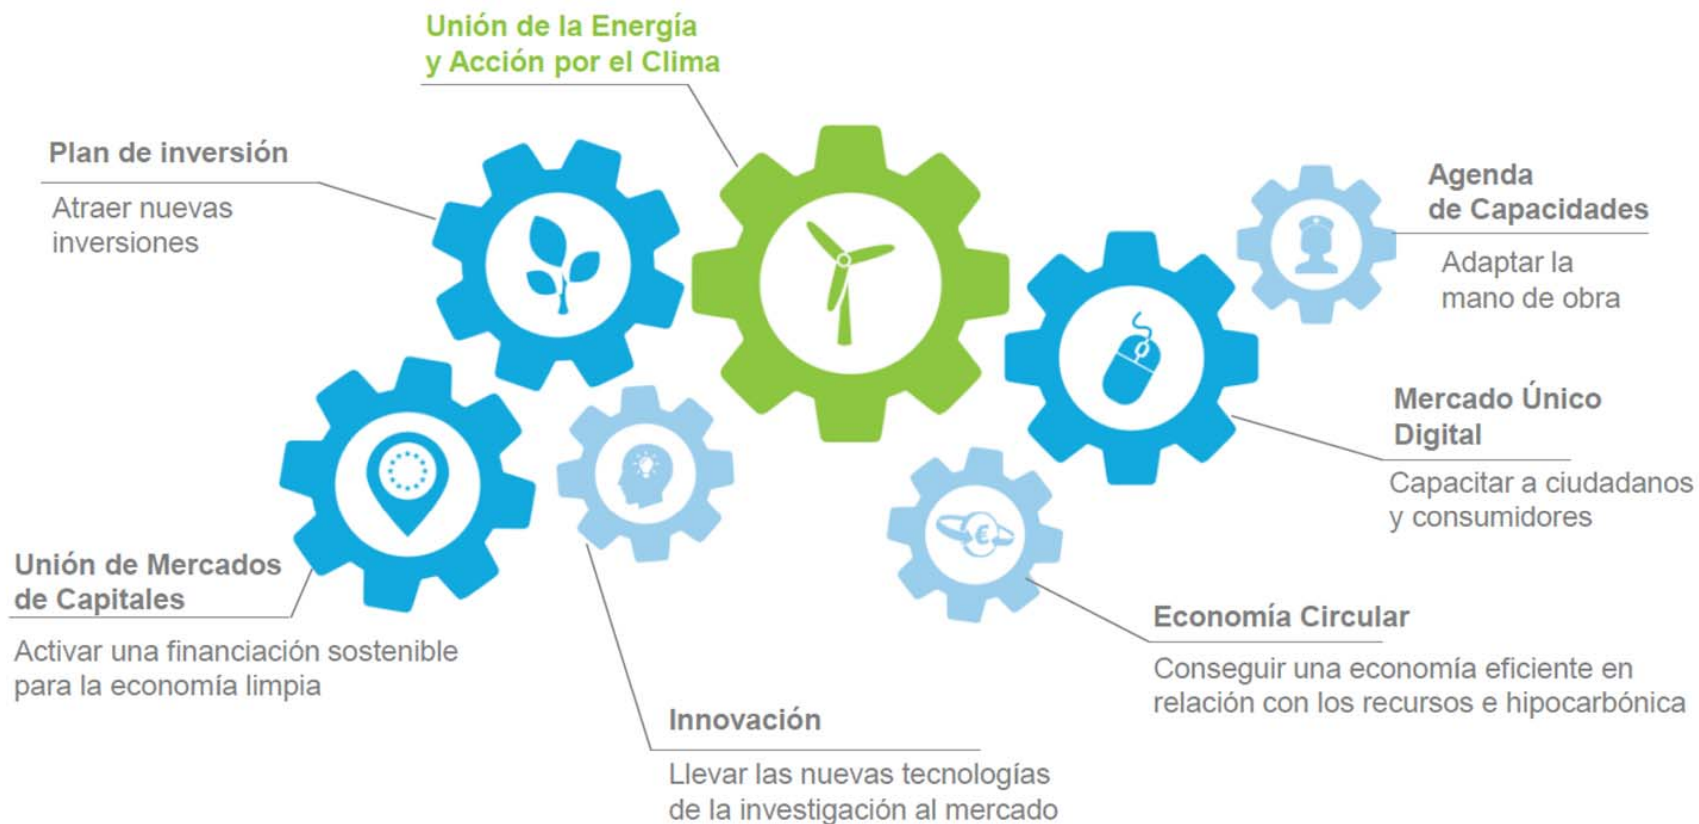 Unión de la Energía
y Acción por el Clima
Plan de inversión
Atraer nuevas
inversiones
Agenda
de Capacidades
Adaptar la
mano de obra
Mercado Único
Digital
Capacitar a ciudadanos
y consumidores
Unión de Mercados
de Capitales
Activar una financiación sostenible
para la economía limpia
€
Economía Circular
Conseguir una economía eficiente en
relación con los recursos e hipocarbónica
Innovación
Llevar las nuevas tecnologías
de la investigación al mercado